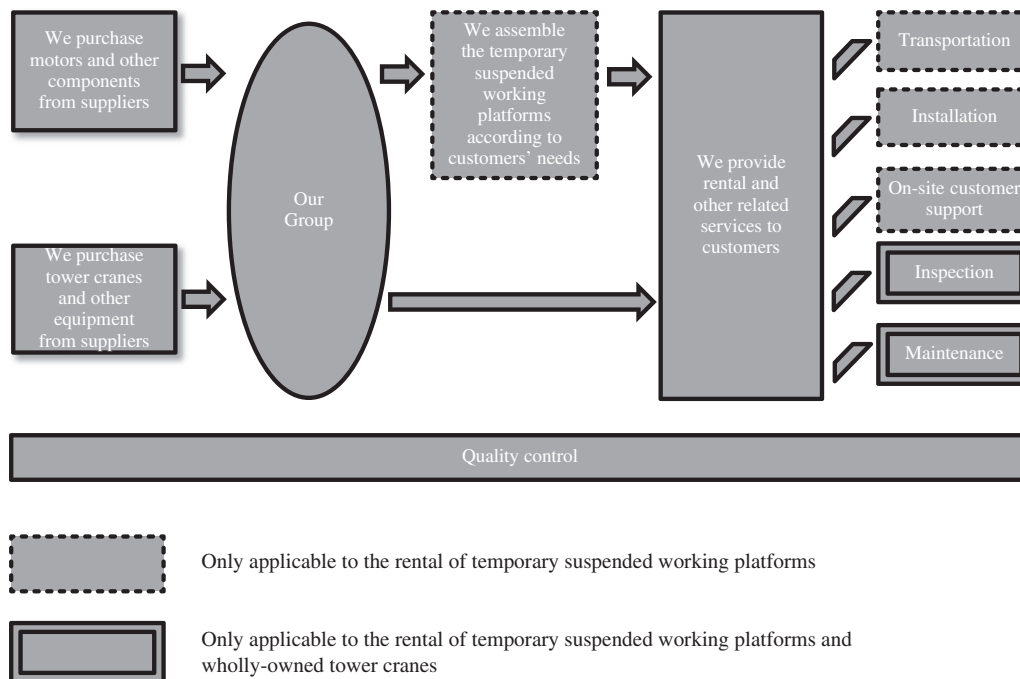 We purchase
motors and other
components
from suppliers
We assemble
the temporary
suspended
working
platforms
according to
customers’ needs
Our
Group
We purchase
tower cranes
and other
equipment
from suppliers
We provide
rental and
other related
services to
customers
Transportation
Installation
On-site customer
support
Inspection
Maintenance
Quality control
Only applicable to the rental of temporary suspended working platforms
Only applicable to the rental of temporary suspended working platforms and
wholly-owned tower cranes